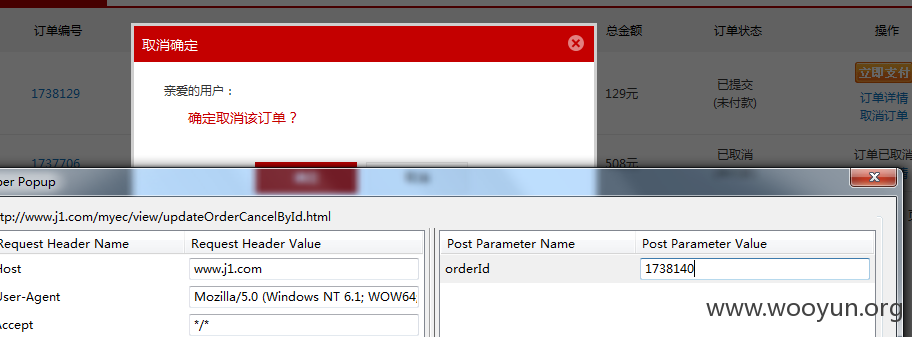 订单编号 总金额 订单状态 操作
取消确定
亲爱的用户：
确定取消该订单？
1738129 129元 已提交 (未付款) 立即支付
订单详情
取消订单
1737706 508元 已取消 订单已取消
per Popup
ttp://www.j1.com/myec/view/updateOrderCancelById.html
Request Header Name Request Header Value Post Parameter Name Post Parameter Value
Host www.j1.com orderId 1738140
User-Agent Mozilla/5.0 (Windows NT 6.1; WOW64;
Accept */*
www.wooyun.org